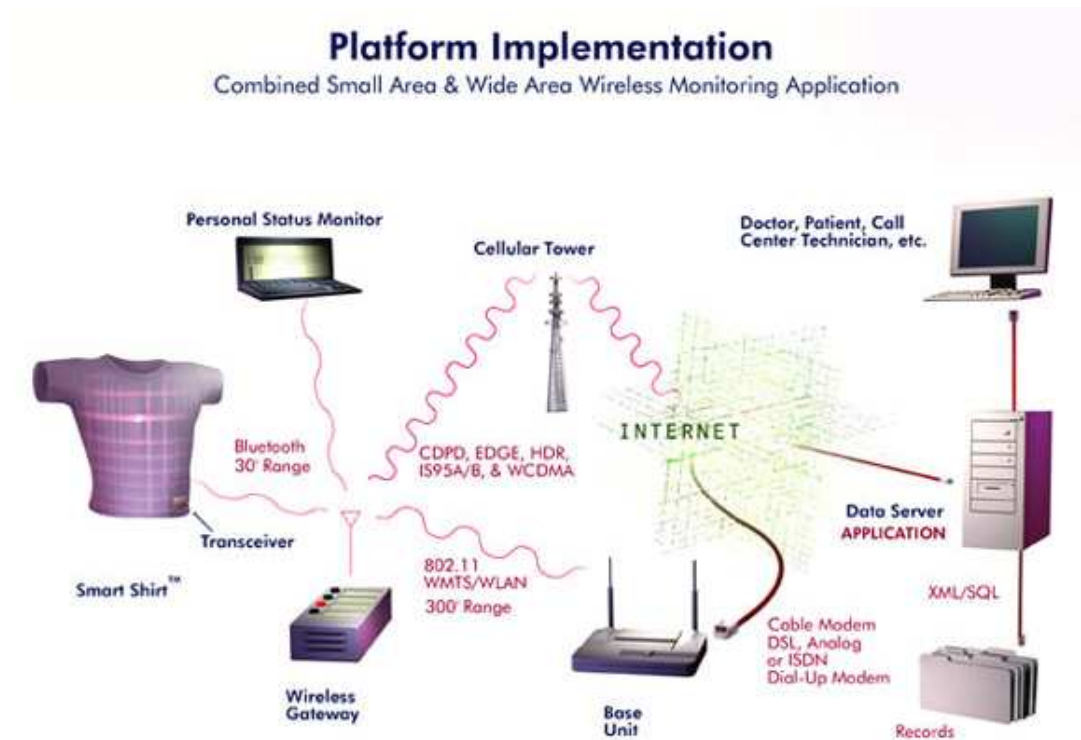 Platform Implementation
Combined Small Area & Wide Area Wireless Monitoring Application
Personal Status Monitor
Cellular Tower
Doctor, Patient, Call
Center Technician, etc.
INTERNET
Bluetooth
30' Range
CDPD, EDGE, HDR,
IS95A/B, & WCDMA
Transceiver
Smart Shirt™
802.11
WMTS/WLAN
300' Range
Data Server
APPLICATION
XML/SQL
Cable Modem
DSL, Analog
or ISDN
Dial-Up Modem
Wireless
Gateway
Base
Unit
Records